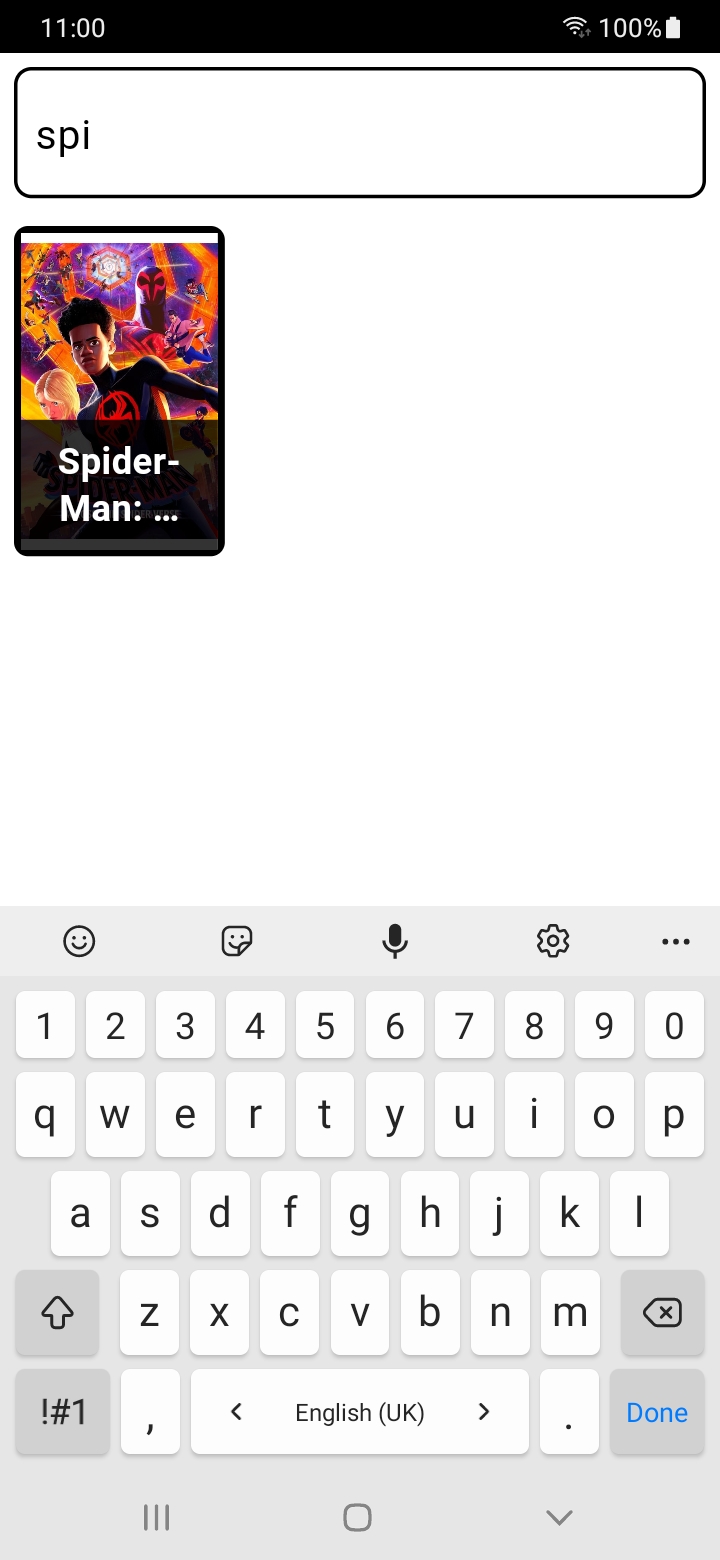 11:00 100%
spi
Spider-
Man: ...
1 2 3 4 5 6 7 8 9 0
q w e r t y u i o p
a s d f g h j k l
z x c v b n m
!#1 , English (UK) . Done